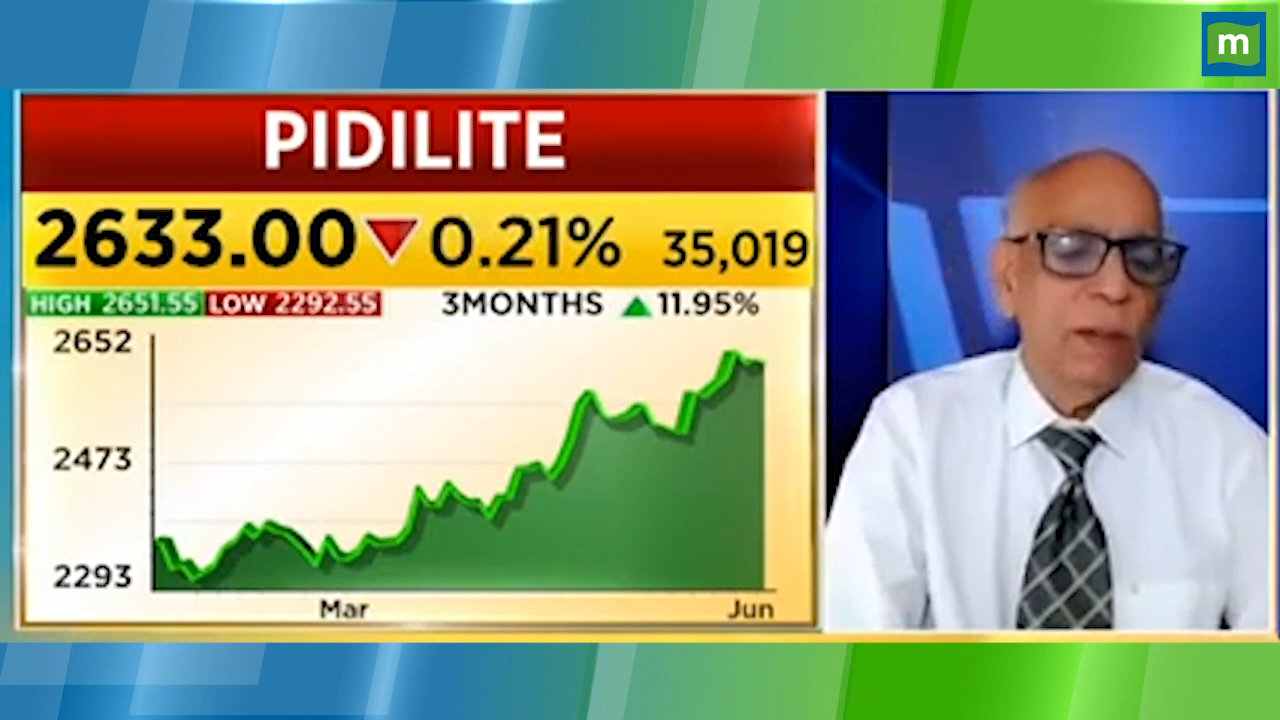 m
PIDILITE
2633.00 ▼ 0.21% 35,019
HIGH 2651.55 LOW 2292.55 3MONTHS ▲ 11.95%
2652
2473
2293
Mar Jun